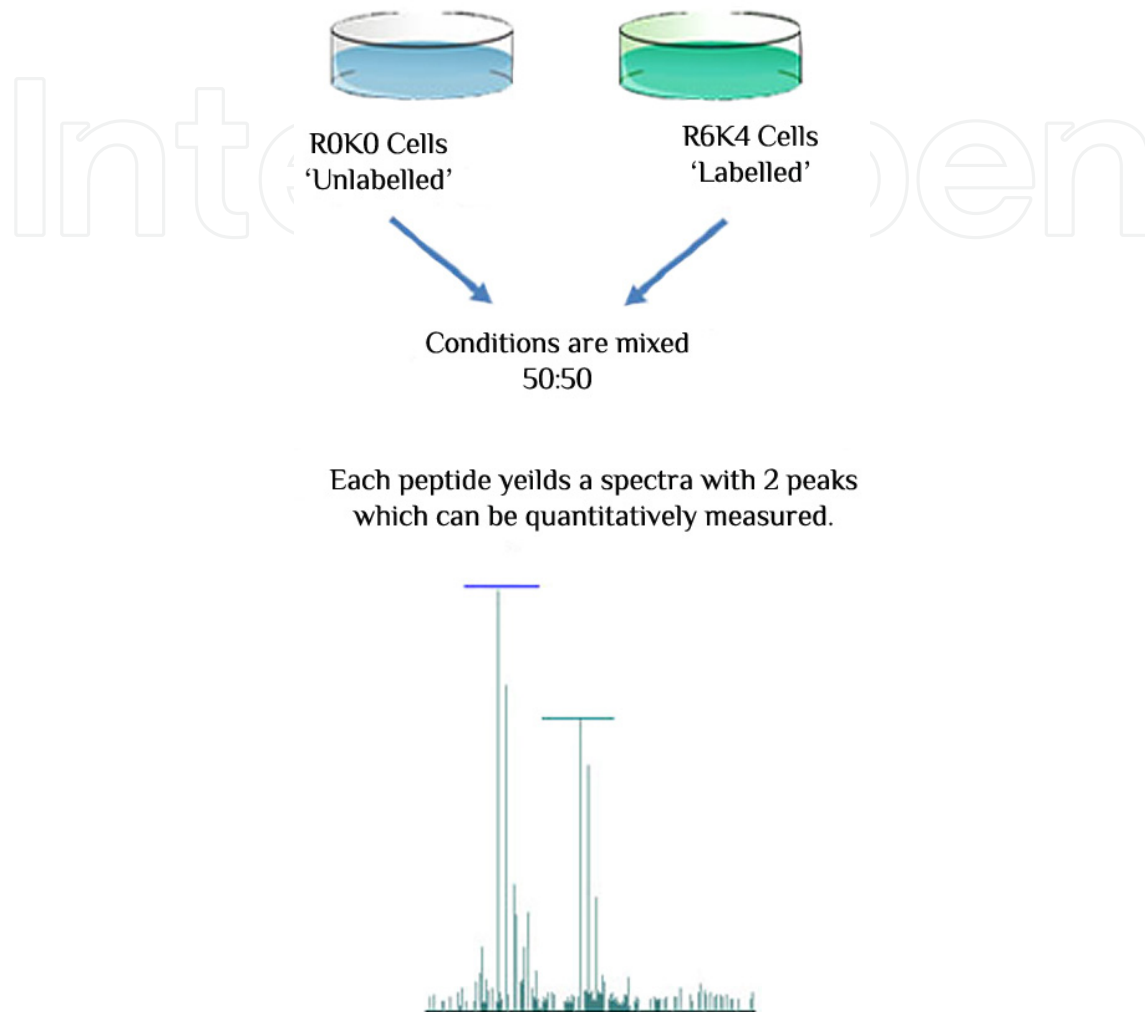 R0K0 Cells
‘Unlabelled’
R6K4 Cells
‘Labelled’
Conditions are mixed
50:50
Each peptide yeilds a spectra with 2 peaks
which can be quantitatively measured.